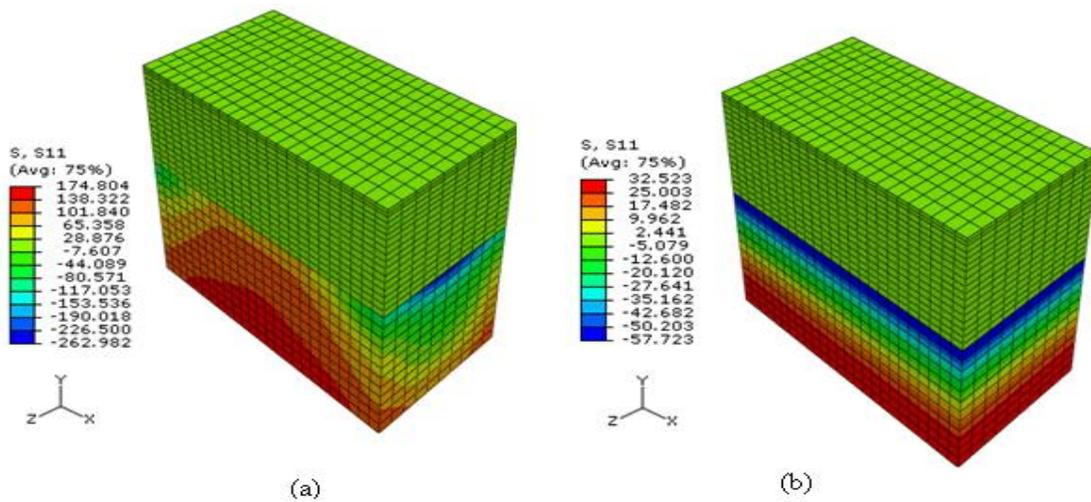 S, S11
(Avg: 75%)
174.804
138.322
101.840
65.358
28.876
-7.607
-44.089
-80.571
-117.053
-153.536
-190.018
-226.500
-262.982
Y
Z
X
(a)
S, S11
(Avg: 75%)
32.523
25.003
17.482
9.962
2.441
-5.079
-12.600
-20.120
-27.641
-35.162
-42.682
-50.203
-57.723
Y
Z
X
(b)